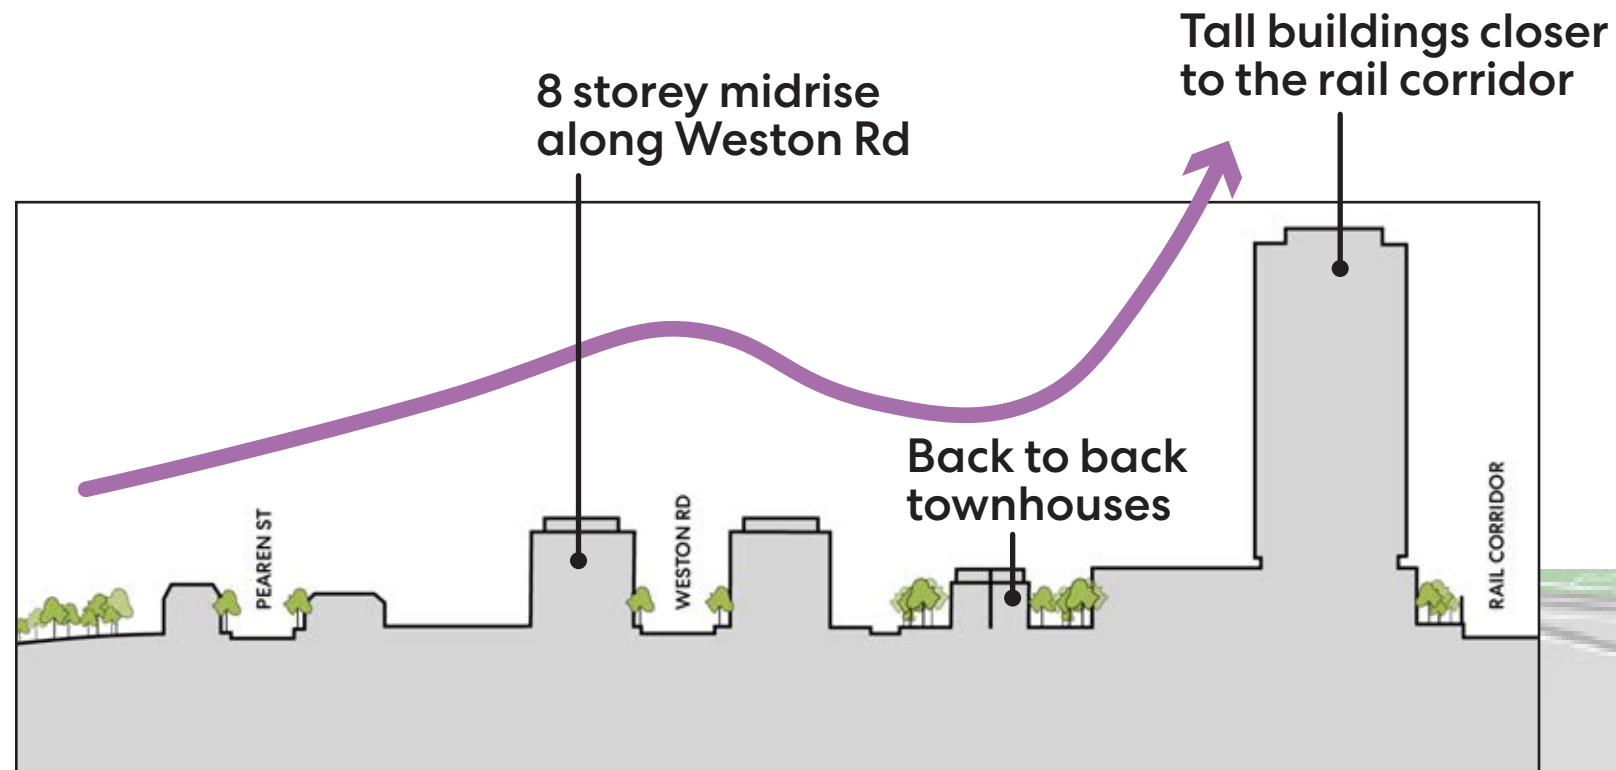 Tall buildings closer
to the rail corridor
8 storey midrise
along Weston Rd
Back to back
townhouses
PEAREN ST
WESTON RD
RAIL CORRIDOR